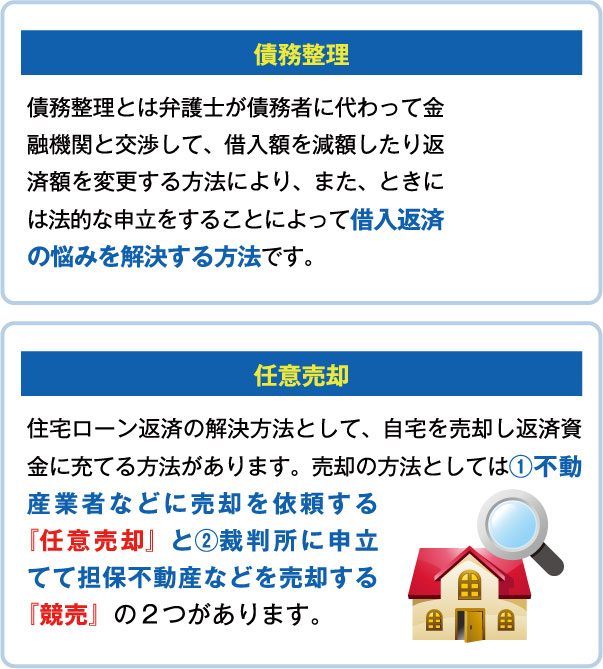 債務整理
債務整理とは弁護士が債務者に代わって金
融機関と交渉して、借入額を減額したり返
済額を変更する方法により、また、ときに
は法的な申立をすることによって借入返済
の悩みを解決する方法です。
任意売却
住宅ローン返済の解決方法として、自宅を売却し返済資
金に充てる方法があります。売却の方法としては①不動
産業者などに売却を依頼する
『任意売却』と②裁判所に申立
てて担保不動産などを売却する
『競売』の２つがあります。